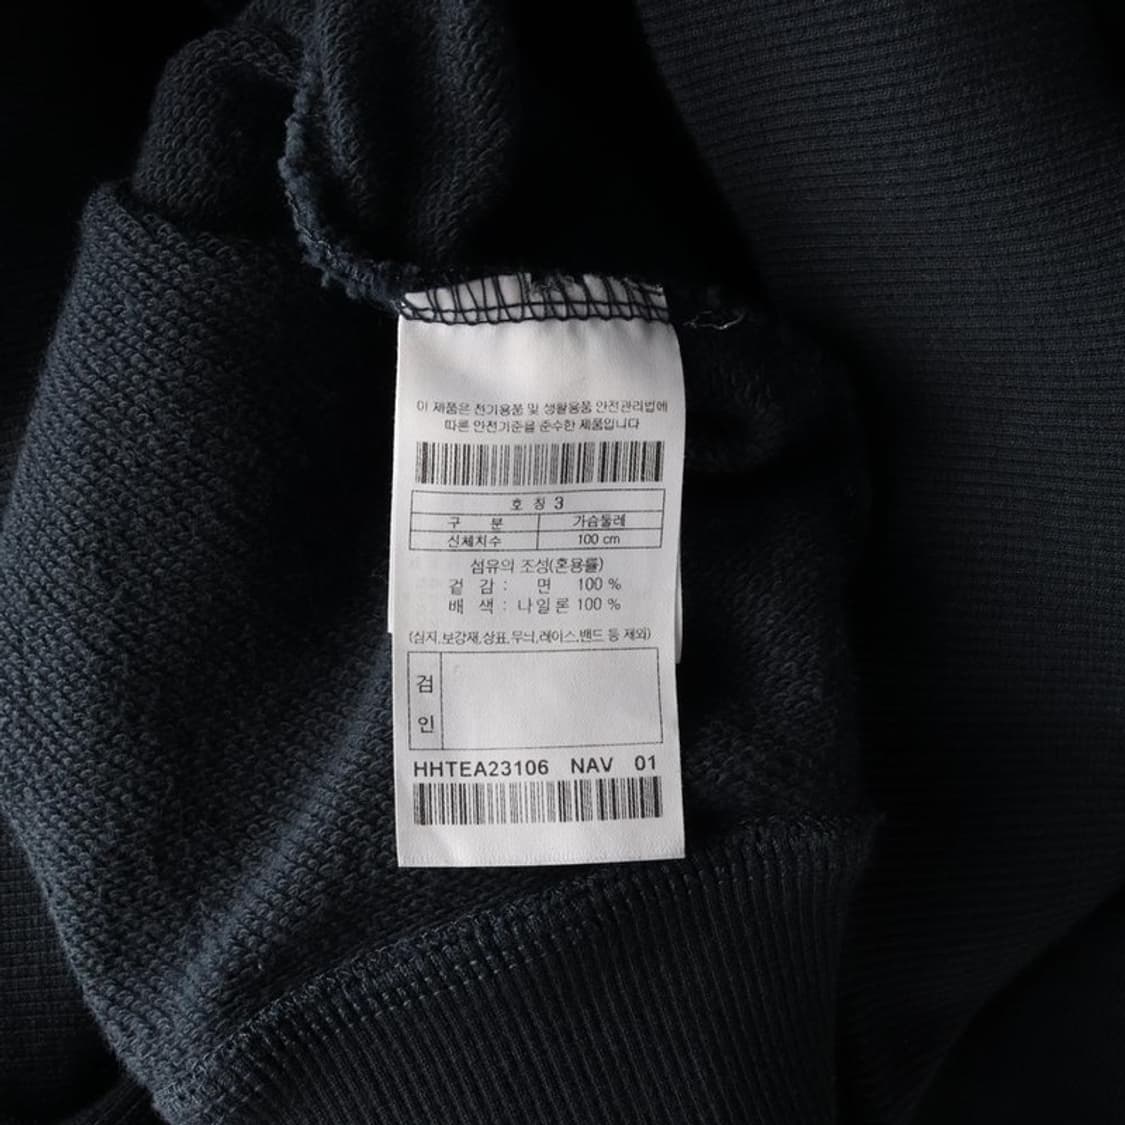 이 제품은 전기용품 및 생활용품 안전관리법에
따른 안전기준을 준수한 제품입니다
호 칭 3
구 분 가슴둘레
신체치수 100 cm
섬유의 조성(혼용률)
겉 감 : 면 100 %
배 색 : 나일론 100 %
(심지,보강재,상표,무늬,레이스,밴드 등 제외)
검
인
HHTEA23106 NAV 01